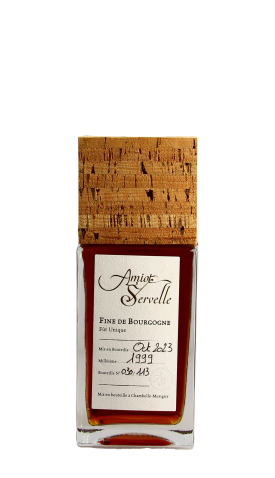 Amiot
Servelle
FINE DE BOURGOGNE
Fût Unique
Mis en Bouteille Oct 2023
Millésime 1999
Bouteille N° 030/113
Mis en bouteille à Chambolle-Musigny